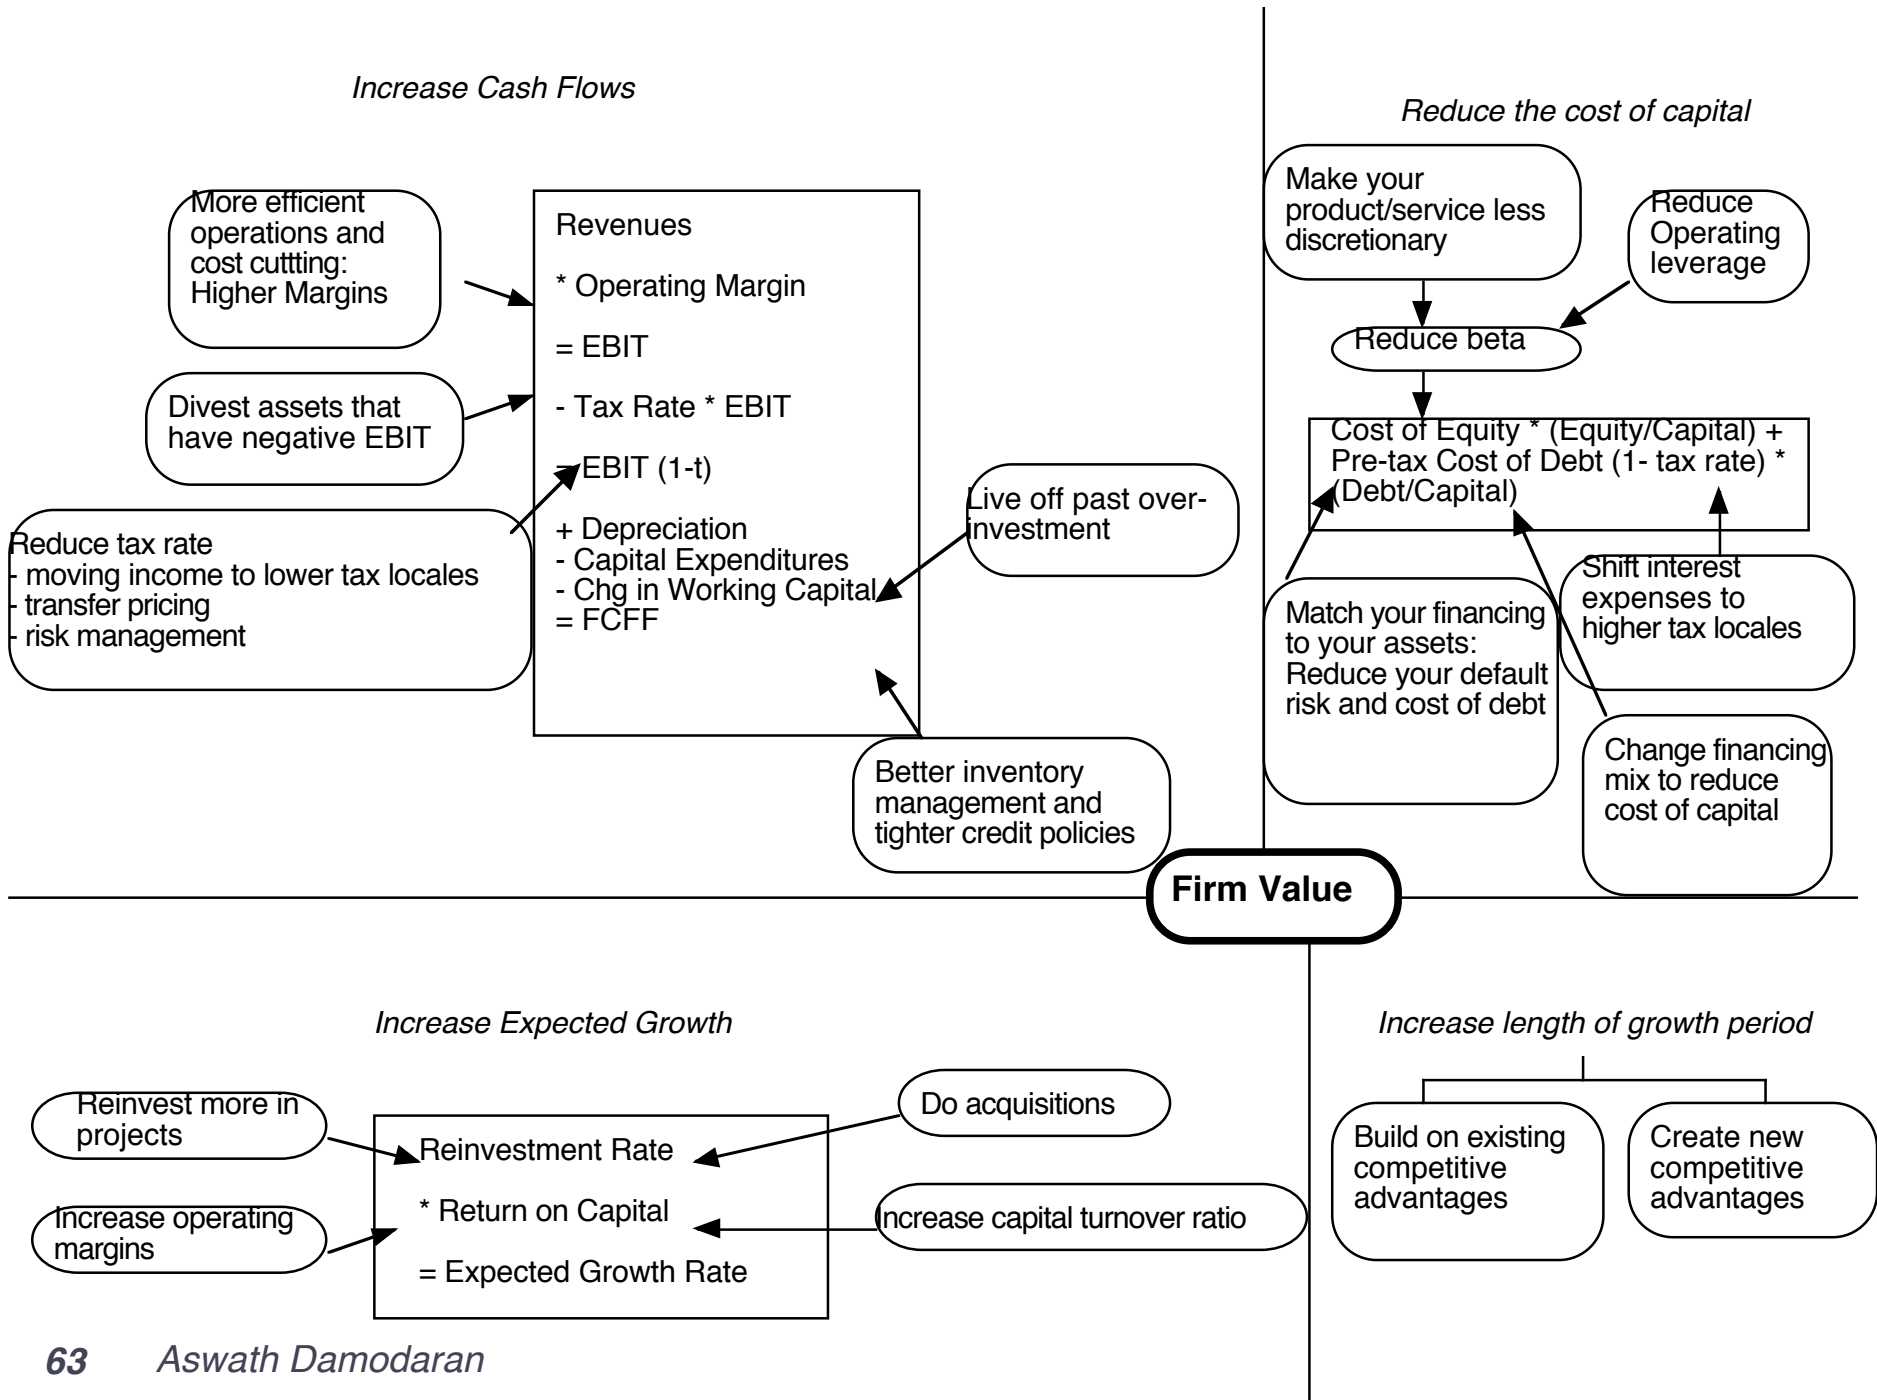 Increase Cash Flows
More efficient
operations and
cost cuttting:
Higher Margins
Divest assets that
have negative EBIT
Reduce tax rate
- moving income to lower tax locales
- transfer pricing
- risk management
Revenues
* Operating Margin
= EBIT
- Tax Rate * EBIT
= EBIT (1-t)
+ Depreciation
- Capital Expenditures
- Chg in Working Capital
= FCFF
Live off past over-
investment
Better inventory
management and
tighter credit policies
Reduce the cost of capital
Make your
product/service less
discretionary
Reduce
Operating
leverage
Reduce beta
Cost of Equity * (Equity/Capital) +
Pre-tax Cost of Debt (1- tax rate) *
(Debt/Capital)
Match your financing
to your assets:
Reduce your default
risk and cost of debt
Shift interest
expenses to
higher tax locales
Change financing
mix to reduce
cost of capital
Firm Value
Increase Expected Growth
Reinvest more in
projects
Increase operating
margins
Reinvestment Rate
* Return on Capital
= Expected Growth Rate
Do acquisitions
Increase capital turnover ratio
Increase length of growth period
Build on existing
competitive
advantages
Create new
competitive
advantages
63 Aswath Damodaran